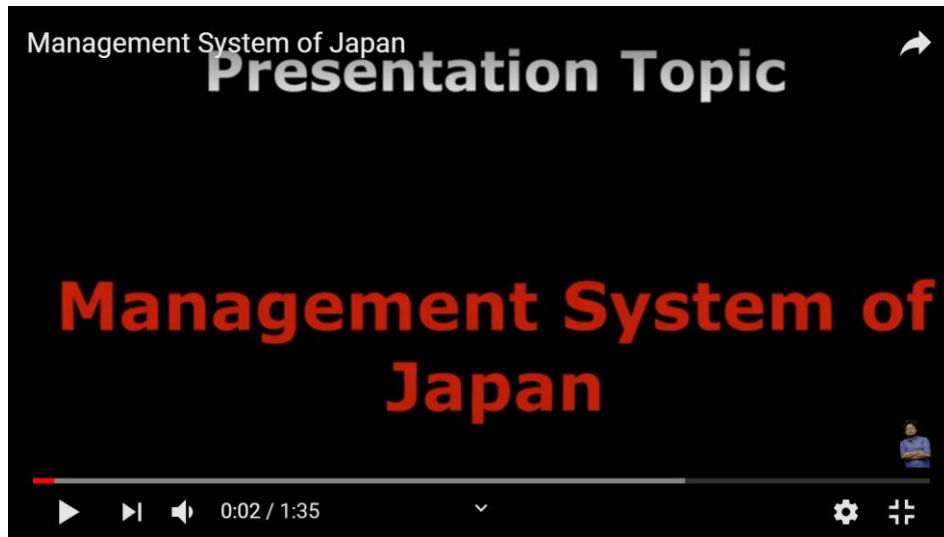 Management System of Japan
Presentation Topic
Management System of
Japan
0:02 / 1:35